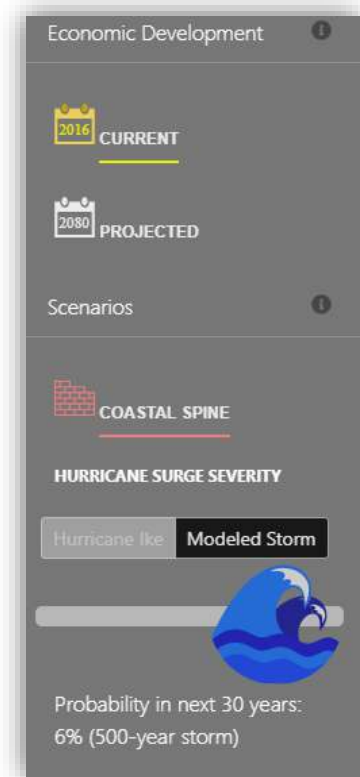 Economic Development
2016 CURRENT
2080 PROJECTED
Scenarios
COASTAL SPINE
HURRICANE SURGE SEVERITY
Hurricane Ike Modeled Storm
Probability in next 30 years:
6% (500-year storm)